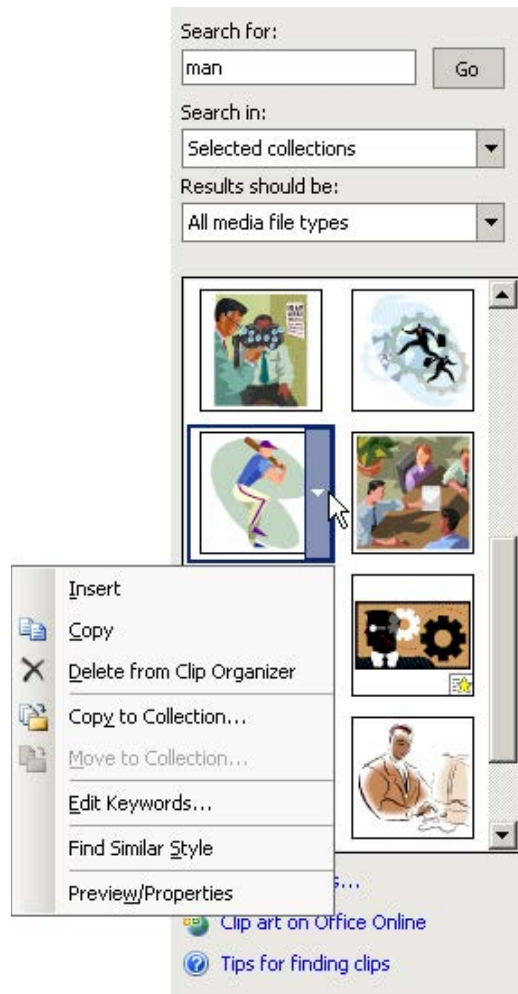 Search for:
man
Go
Search in:
Selected collections
Results should be:
All media file types
Insert
Copy
Delete from Clip Organizer
Copy to Collection...
Move to Collection...
Edit Keywords...
Find Similar Style
Preview/Properties
Clip art on Office Online
Tips for finding clips